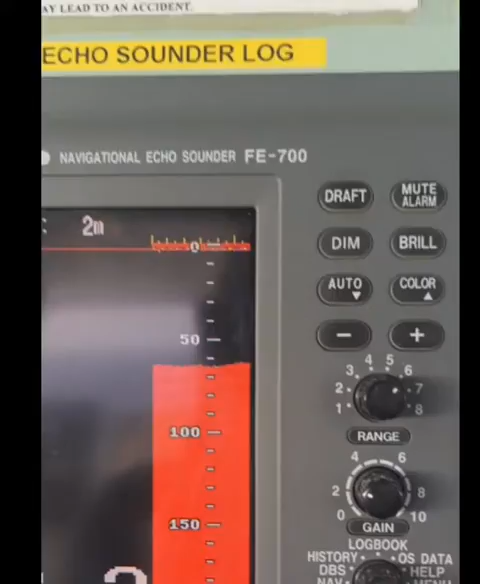 AY LEAD TO AN ACCIDENT.
ECHO SOUNDER LOG
NAVIGATIONAL ECHO SOUNDER FE-700
DRAFT
MUTE
ALARM
2m
DIM
BRILL
0
AUTO
▼
COLOR
▲
50
− +
1 2 3 4 5 6 7 8
RANGE
100
0 2 4 6 8 10
GAIN
150
LOGBOOK
HISTORY OS DATA
DBS HELP